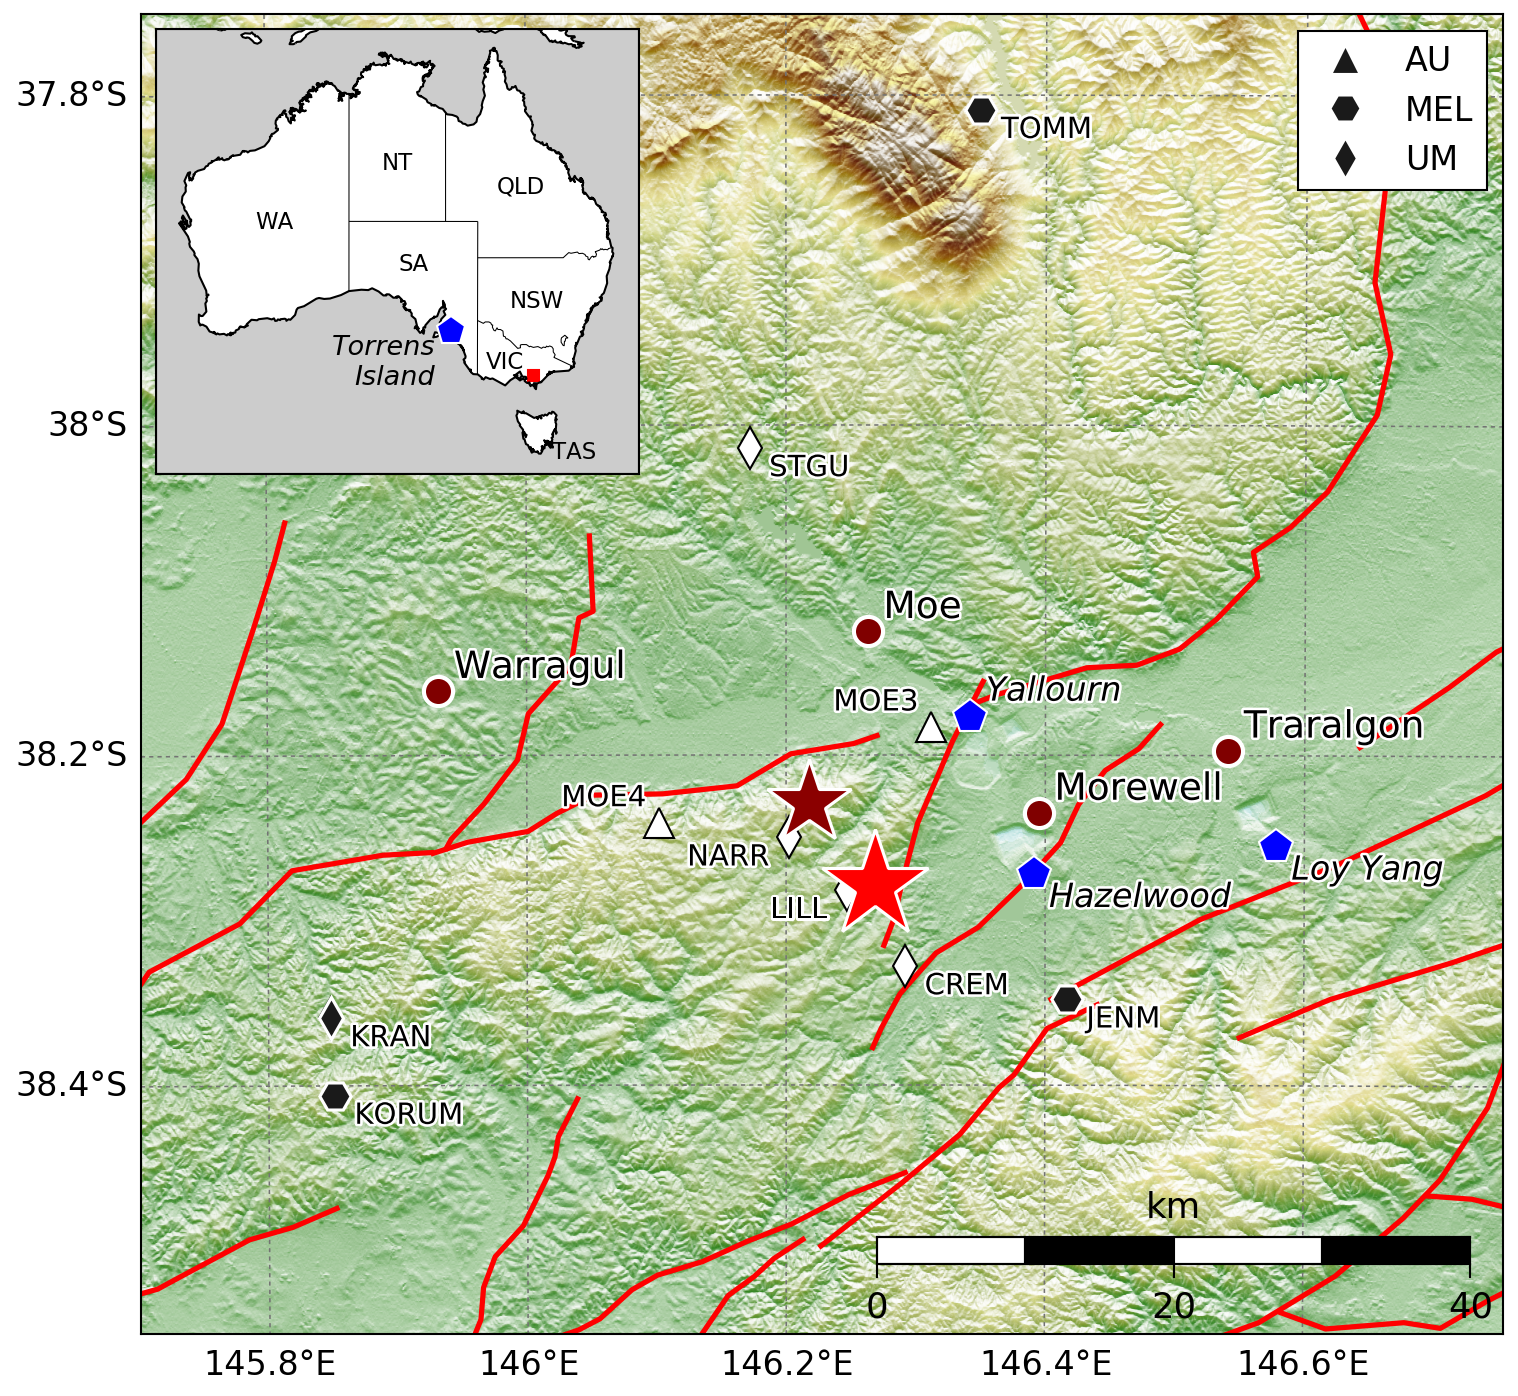 37.8°S
38°S
38.2°S
38.4°S
145.8°E
146°E
146.2°E
146.4°E
146.6°E
NT
QLD
WA
SA
NSW
VIC
Torrens
Island
TAS
AU
MEL
UM
TOMM
STGU
Moe
Warragul
MOE3
Yallourn
Traralgon
MOE4
Morewell
NARR
Loy Yang
Hazelwood
LILL
CREM
JENM
KRAN
KORUM
km
0
20
40